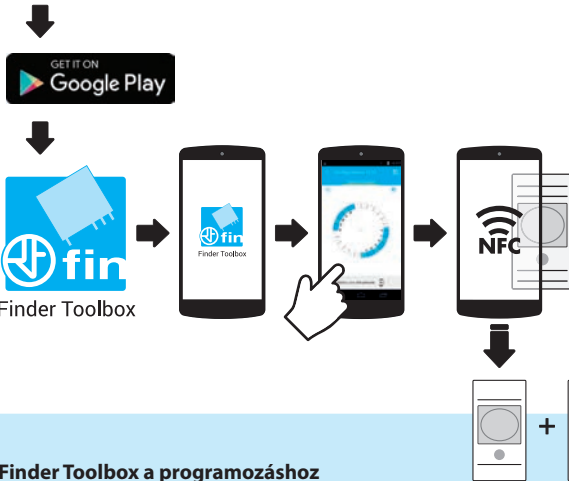 GET IT ON
Google Play
fin
Finder Toolbox
fin
Finder Toolbox
NFC
+
Finder Toolbox a programozáshoz